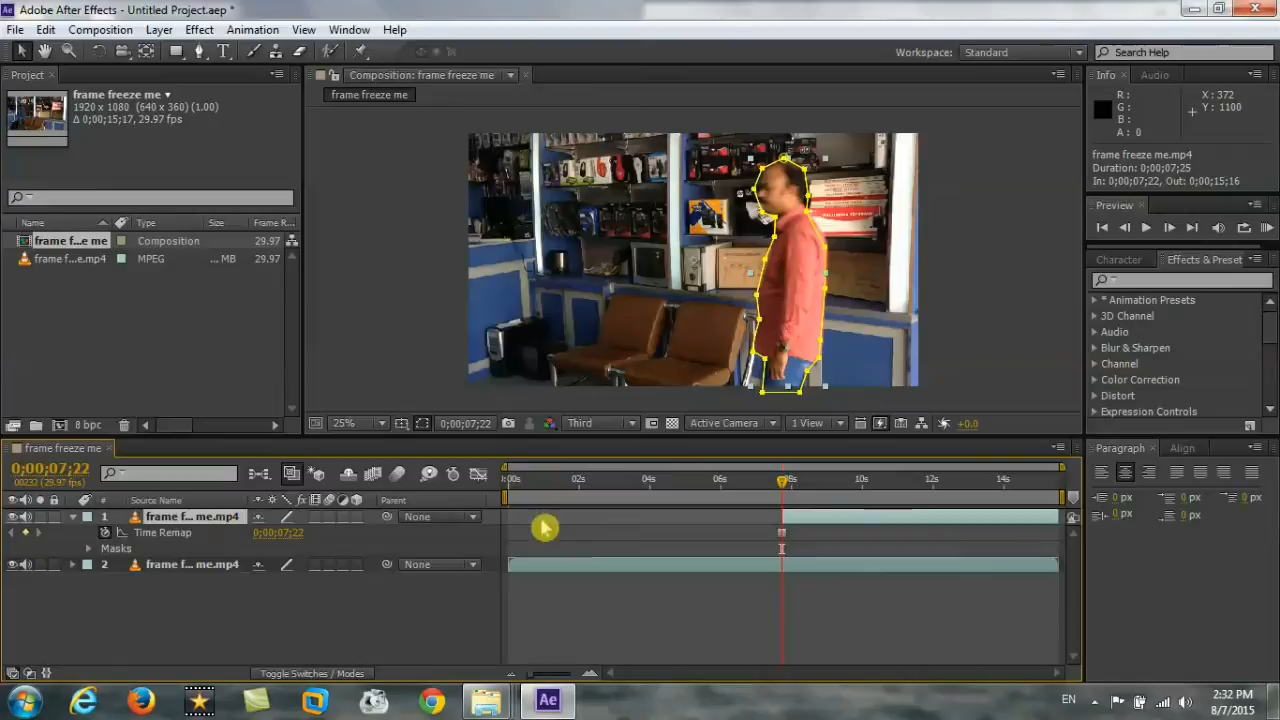 Adobe After Effects - Untitled Project.aep *
File Edit Composition Layer Effect Animation View Window Help
Workspace: Standard Search Help
Project
frame freeze me
1920 x 1080 (640 x 360) (1.00)
Δ 0;00;15;17, 29.97 fps
Name Type Size Frame R...
frame f...e me Composition 29.97
frame f...e.mp4 MPEG ... MB 29.97
8 bpc
Composition: frame freeze me
frame freeze me
25% 0;00;07;22 Third Active Camera 1 View +0.0
Info Audio
R: X: 372
G: Y: 1100
B:
A: 0
frame freeze me.mp4
Duration: 0;00;07;25
In: 0;00;07;22, Out: 0;00;15;16
Preview
Character Effects & Preset
* Animation Presets
3D Channel
Audio
Blur & Sharpen
Channel
Color Correction
Distort
Expression Controls
Paragraph Align
0 px 0 px 0 px
0 px 0 px
frame freeze me
0;00;07;22
00232 (29.97 fps)
:00s 02s 04s 06s 8s 10s 12s 14s
# Source Name Parent
1 frame f... me.mp4 None
Time Remap 0;00;07;22
Masks
2 frame f... me.mp4 None
Toggle Switches / Modes
Ae EN 2:32 PM
8/7/2015